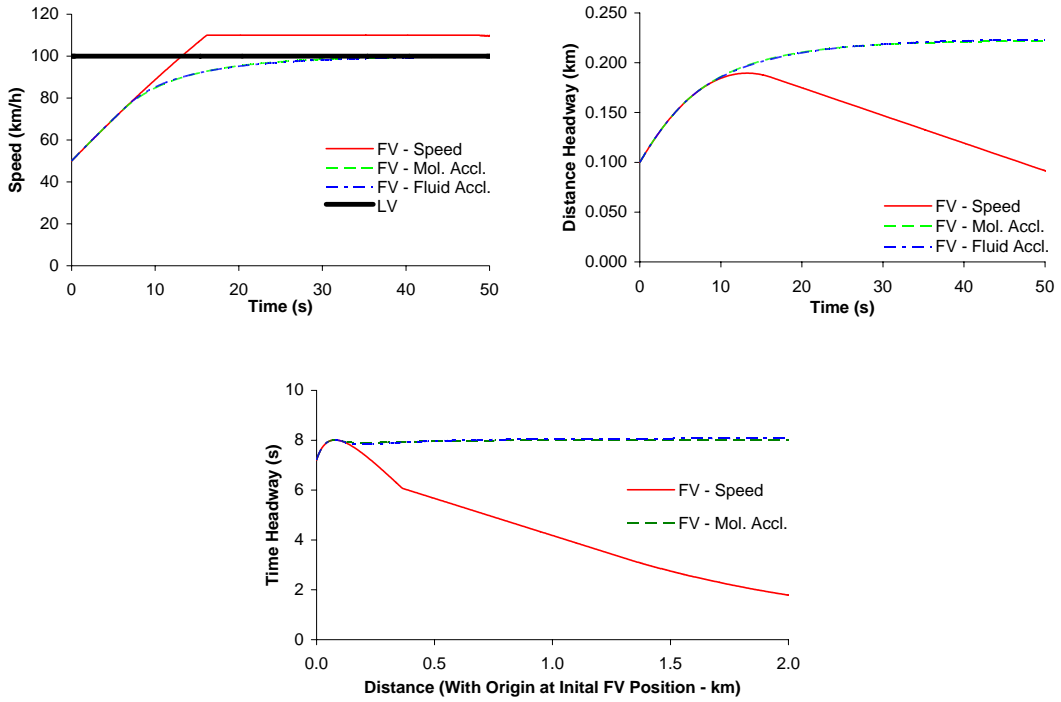 120
100
80
60
40
20
0
Speed (km/h)
FV - Speed
FV - Mol. Accl.
FV - Fluid Accl.
LV
0 10 20 30 40 50
Time (s)
0.250
0.200
0.150
0.100
0.050
0.000
Distance Headway (km)
FV - Speed
FV - Mol. Accl.
FV - Fluid Accl.
0 10 20 30 40 50
Time (s)
10
8
6
4
2
0
Time Headway (s)
FV - Speed
FV - Mol. Accl.
0.0 0.5 1.0 1.5 2.0
Distance (With Origin at Inital FV Position - km)